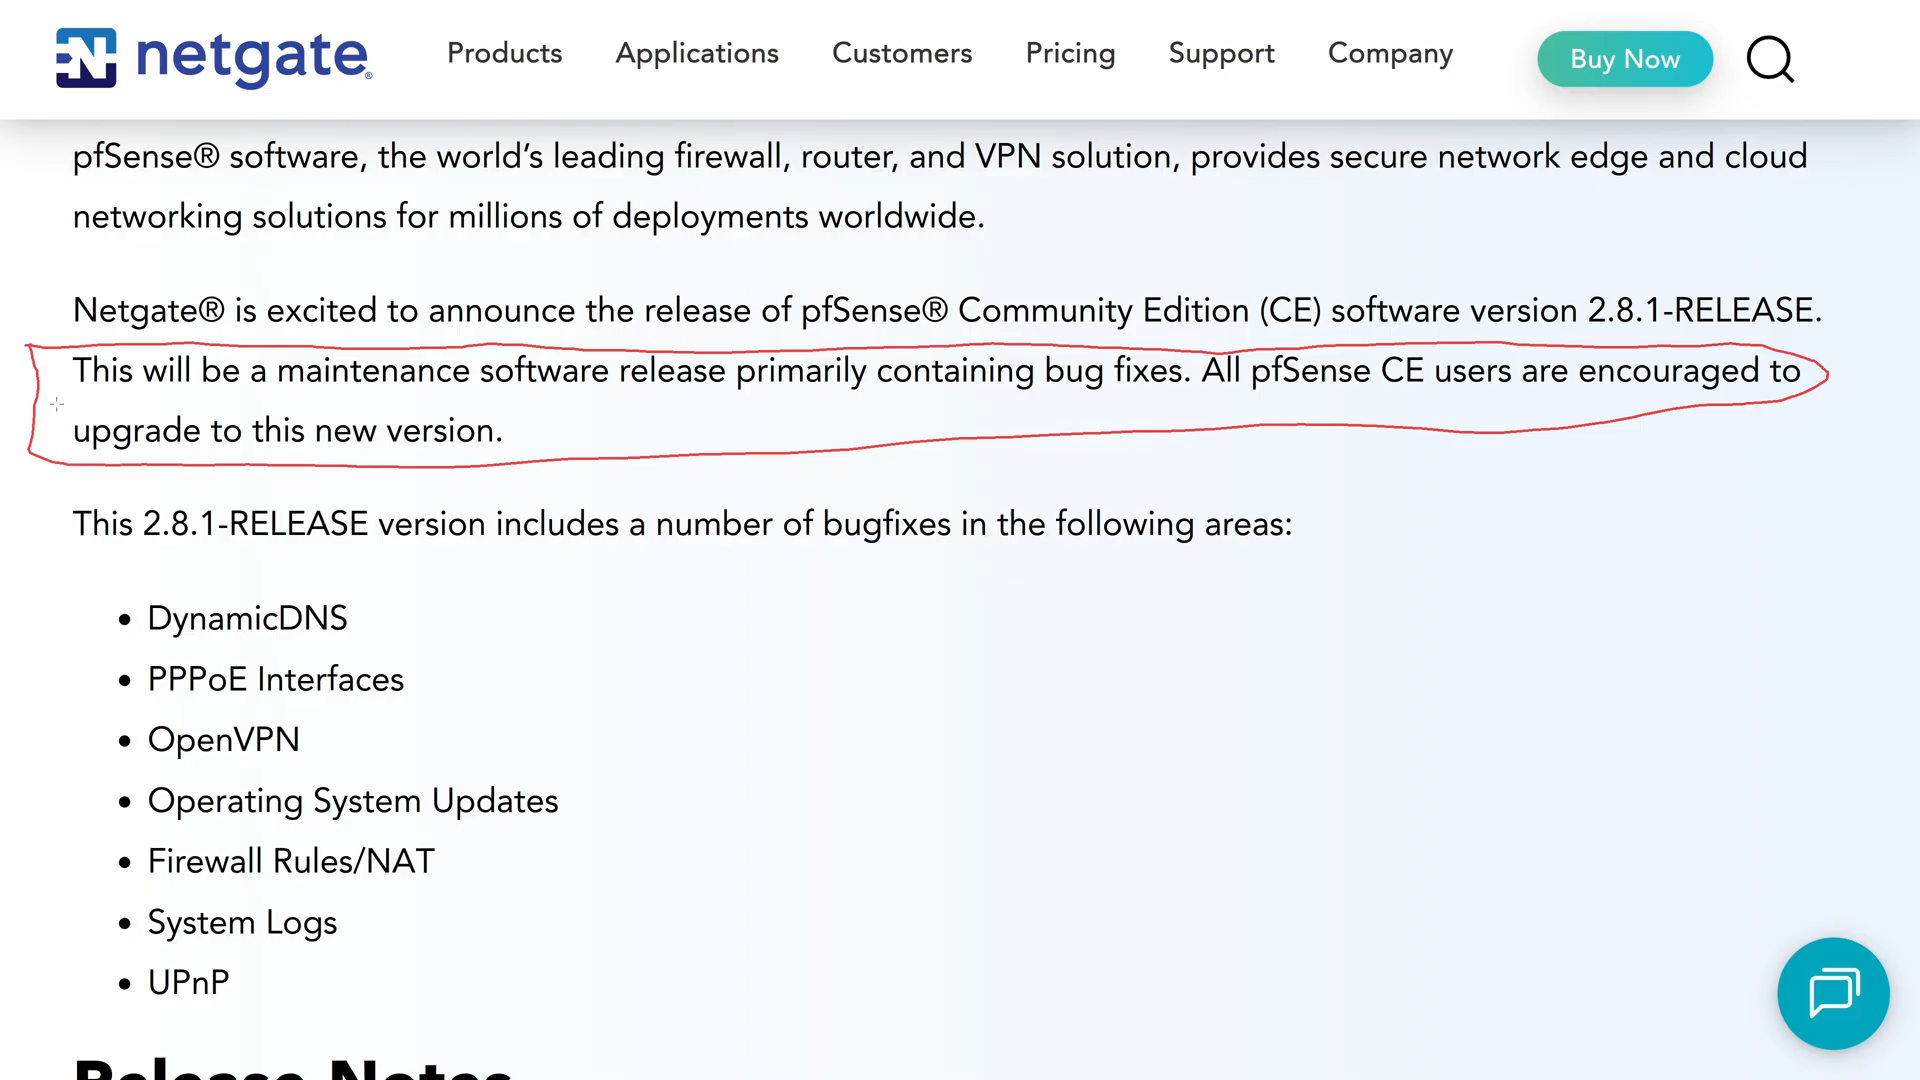 netgate®
Products Applications Customers Pricing Support Company Buy Now
pfSense® software, the world's leading firewall, router, and VPN solution, provides secure network edge and cloud
networking solutions for millions of deployments worldwide.
Netgate® is excited to announce the release of pfSense® Community Edition (CE) software version 2.8.1-RELEASE.
This will be a maintenance software release primarily containing bug fixes. All pfSense CE users are encouraged to
upgrade to this new version.
This 2.8.1-RELEASE version includes a number of bugfixes in the following areas:
• DynamicDNS
• PPPoE Interfaces
• OpenVPN
• Operating System Updates
• Firewall Rules/NAT
• System Logs
• UPnP
Release Notes